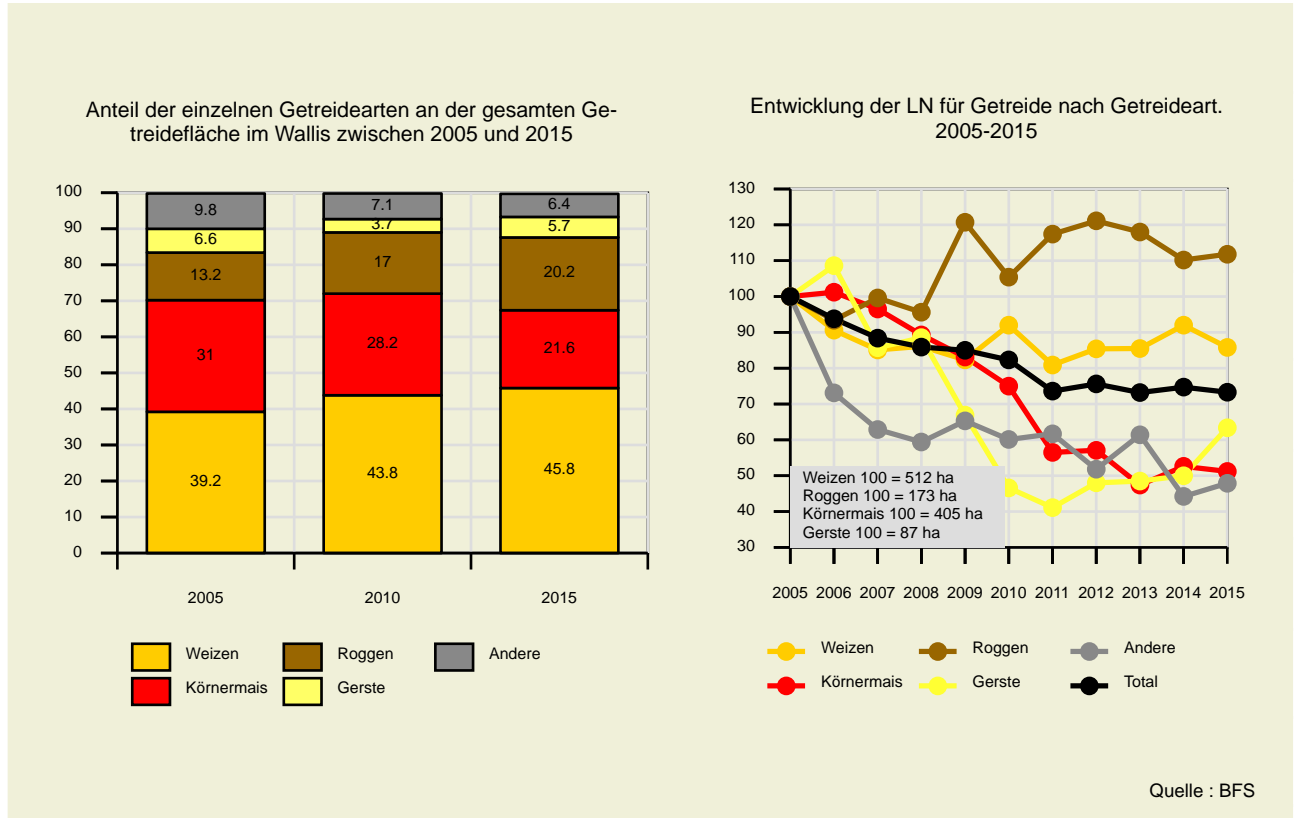 Anteil der einzelnen Getreidearten an der gesamten Ge-
treidefläche im Wallis zwischen 2005 und 2015
100
90
80
70
60
50
40
30
20
10
0
9.8
6.6
13.2
31
39.2
7.1
3.7
17
28.2
43.8
6.4
5.7
20.2
21.6
45.8
2005 2010 2015
Weizen Roggen Andere
Körnermais Gerste
Entwicklung der LN für Getreide nach Getreideart.
2005-2015
130
120
110
100
90
80
70
60
50
40
30
Weizen 100 = 512 ha
Roggen 100 = 173 ha
Körnermais 100 = 405 ha
Gerste 100 = 87 ha
2005 2006 2007 2008 2009 2010 2011 2012 2013 2014 2015
Weizen Roggen Andere
Körnermais Gerste Total
Quelle : BFS